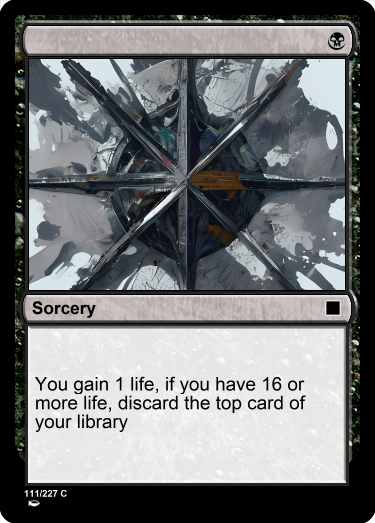 Sorcery
You gain 1 life, if you have 16 or
more life, discard the top card of
your library
111/227 C